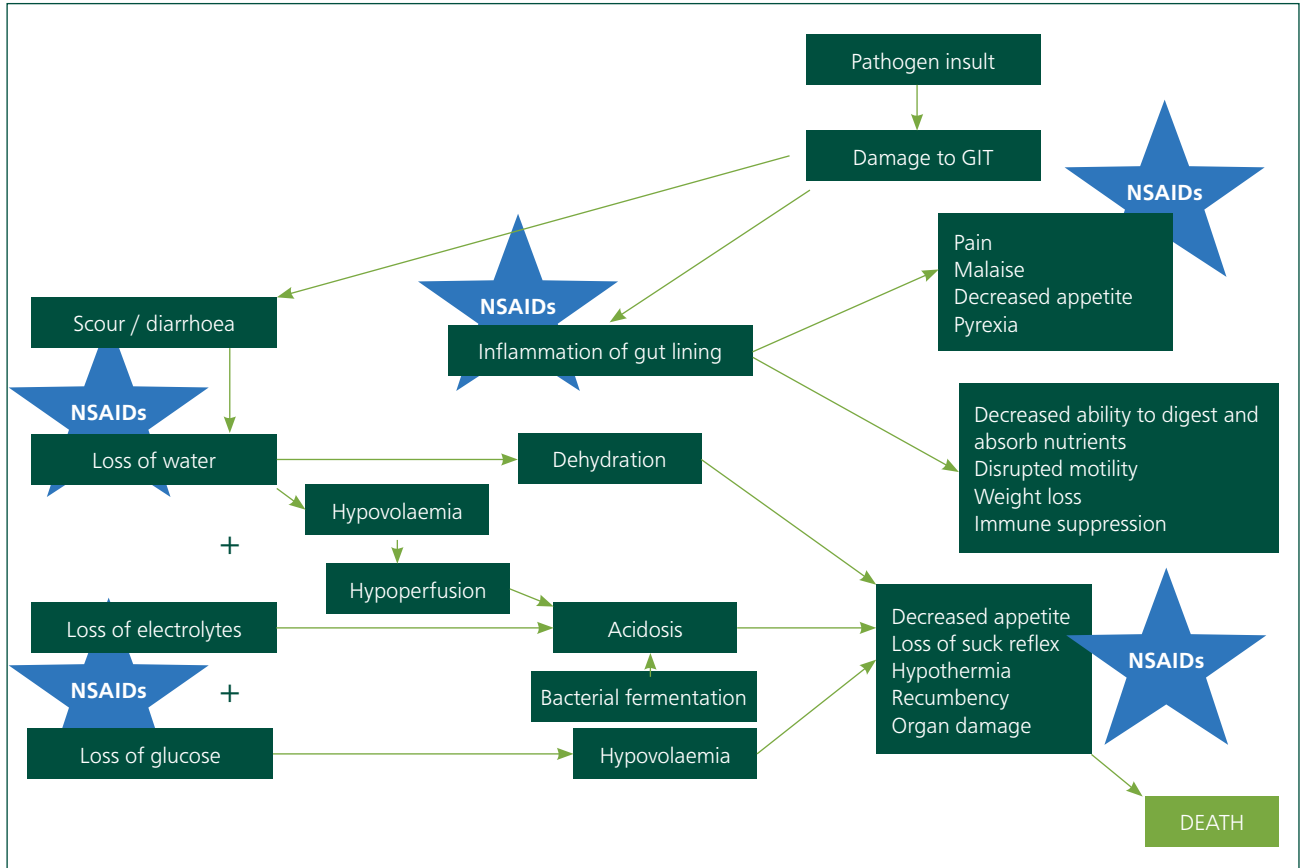 Pathogen insult
Damage to GIT
NSAIDs
Pain
Malaise
Decreased appetite
Pyrexia
NSAIDs
Inflammation of gut lining
Scour / diarrhoea
NSAIDs
Loss of water
Dehydration
Decreased ability to digest and
absorb nutrients
Disrupted motility
Weight loss
Immune suppression
Hypovolaemia
+
Hypoperfusion
Loss of electrolytes
Acidosis
Decreased appetite
Loss of suck reflex
Hypothermia
Recumbency
Organ damage
NSAIDs
NSAIDs
+
Bacterial fermentation
Loss of glucose
Hypovolaemia
DEATH